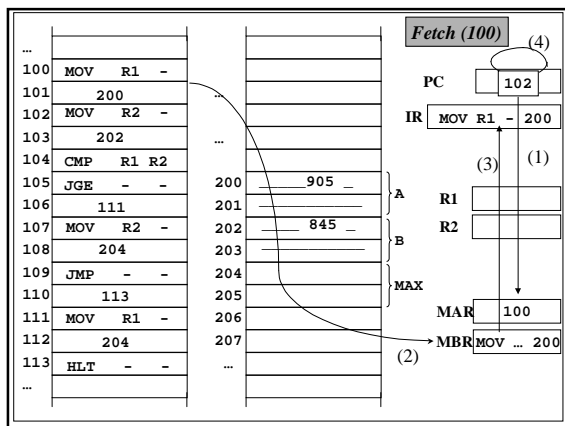 Fetch (100)
(4)
…
100 MOV R1 -
101 200 …
102 MOV R2 -
103 202 …
104 CMP R1 R2
105 JGE - -
106 111
107 MOV R2 -
108 204
109 JMP - -
110 113
111 MOV R1 -
112 204
113 HLT - -
…
200 905
201
202 845
203
204
205
206
207
…
A
B
MAX
PC 102
IR MOV R1 - 200
(3) (1)
R1
R2
MAR 100
MBR MOV … 200
(2)